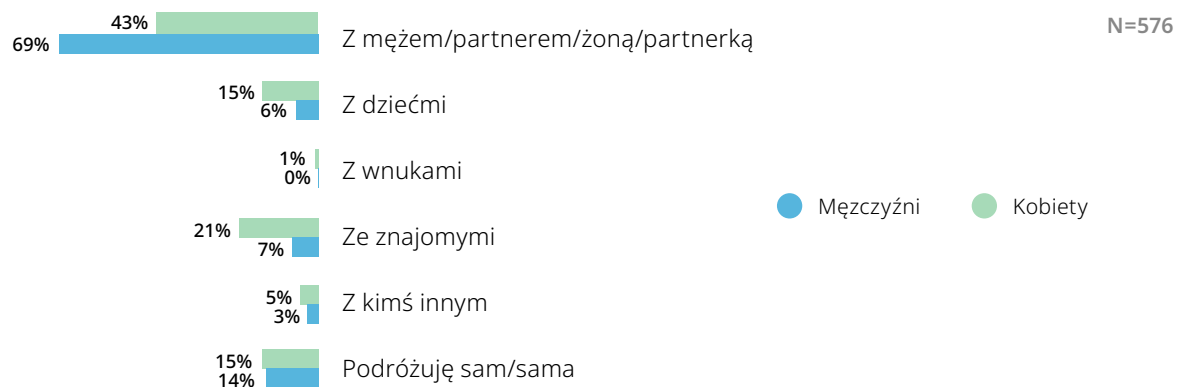 43%
69%
Z mężem/partnerem/żoną/partnerką
N=576
15%
6%
Z dziećmi
1%
0%
Z wnukami
Mężczyźni
Kobiety
21%
7%
Ze znajomymi
5%
3%
Z kimś innym
15%
14%
Podróżuję sam/sama